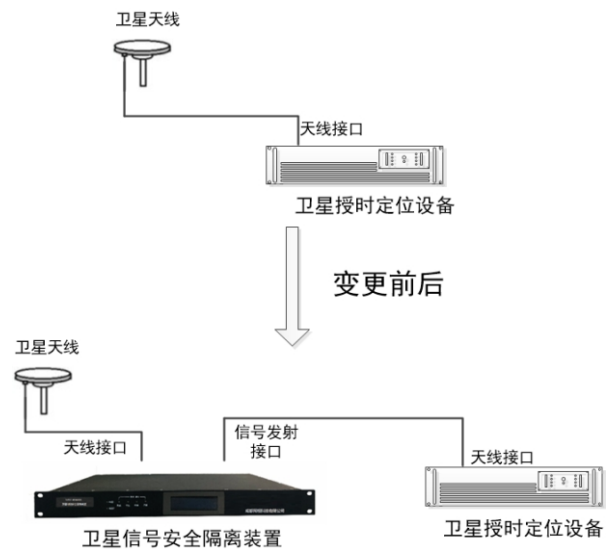 卫星天线
天线接口
卫星授时定位设备
变更前后
卫星天线
天线接口
信号发射
接口
天线接口
卫星信号安全隔离装置
卫星授时定位设备